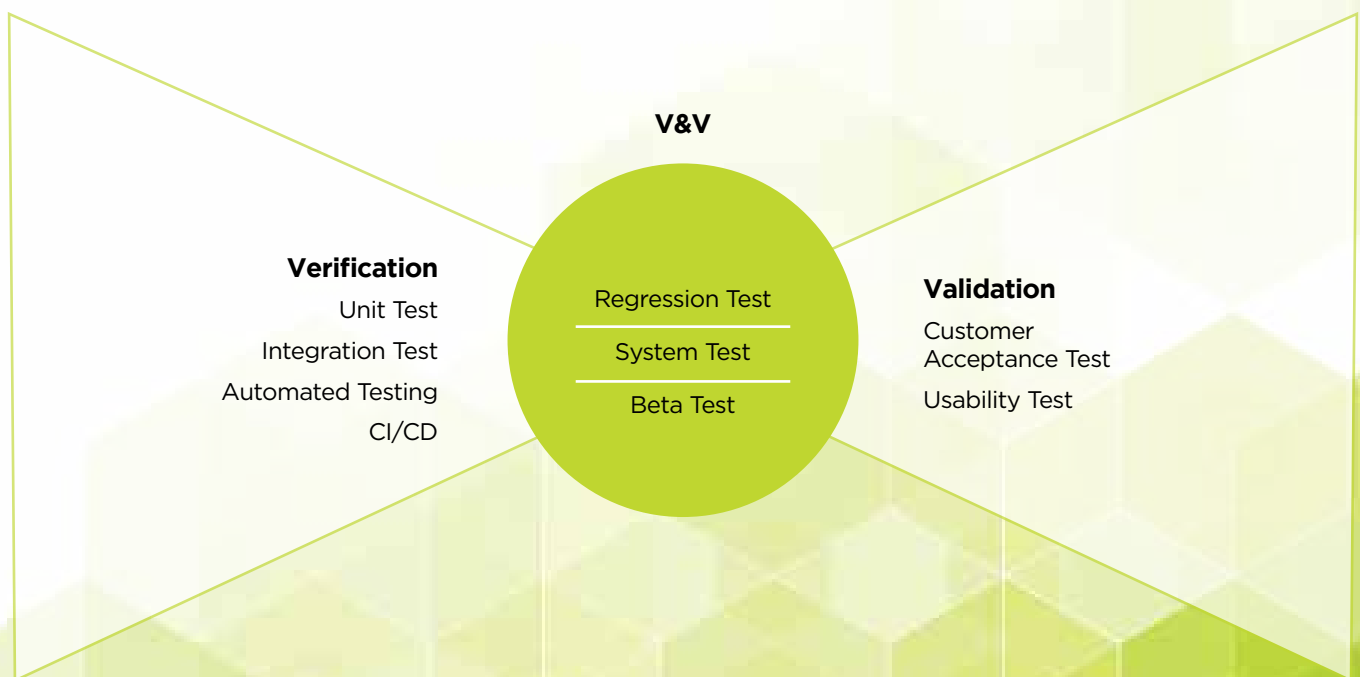 V&V
Verification
Unit Test
Integration Test
Automated Testing
CI/CD
Regression Test
System Test
Beta Test
Validation
Customer
Acceptance Test
Usability Test